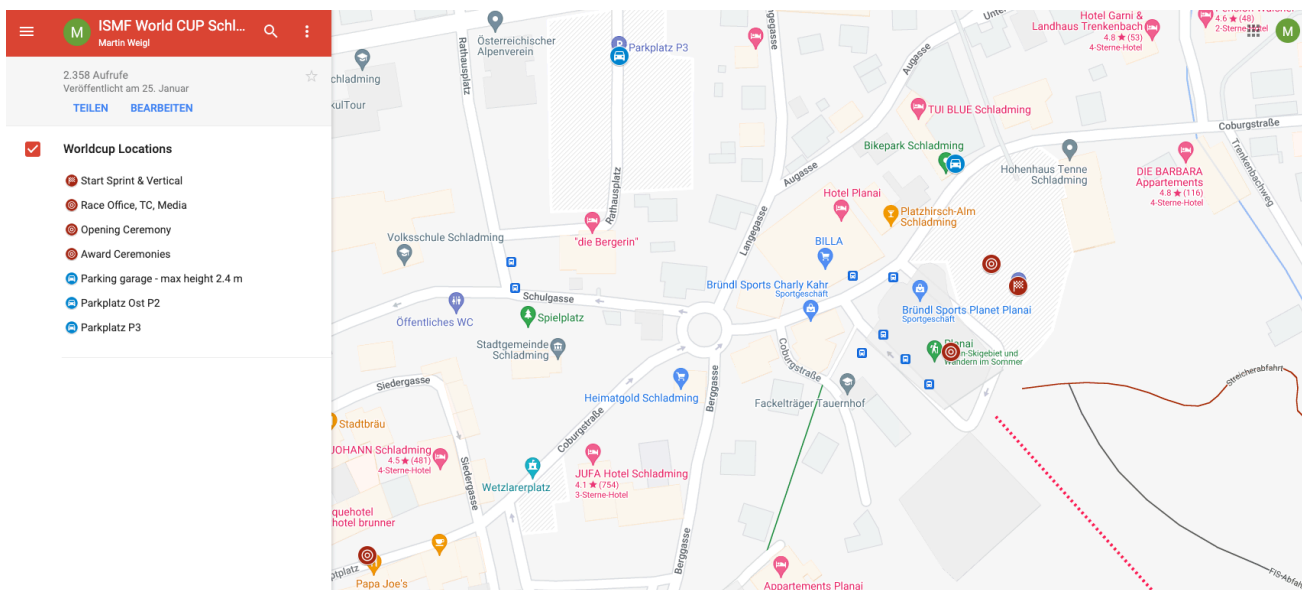 M
ISMF World CUP Schl...
Martin Weigl
2.358 Aufrufe
Veröffentlicht am 25. Januar
TEILEN
BEARBEITEN
Worldcup Locations
Start Sprint & Vertical
Race Office, TC, Media
Opening Ceremony
Award Ceremonies
Parking garage - max height 2.4 m
Parkplatz Ost P2
Parkplatz P3
Österreichischer
Alpenverein
Parkplatz P3
Hotel Garni &
Landhaus Trenkenbach
4.8 ★ (53)
4-Sterne-Hotel
4.6 ★ (48)
M
chladming
kulTour
Rathausplatz
Rathausplatz
Augasse
TUI BLUE Schladming
Coburgstraße
Trenkenbachweg
Bikepark Schladming
Hohenhaus Tenne
Schladming
DIE BARBARA
Appartements
4.8 ★ (116)
4-Sterne-Hotel
Augasse
Hotel Planai
Platzhirsch-Alm
Schladming
Volksschule Schladming
"die Bergerin"
Langegasse
BILLA
Bründl Sports Charly Kahr
Sportgeschäft
Bründl Sports Planet Planai
Sportgeschäft
Schulgasse
Öffentliches WC
Spielplatz
Stadtgemeinde
Schladming
Planai
Wandern im Sommer
Coburgstraße
Siedergasse
Heimatgold Schladming
Berggasse
Fackelträger Tauernhof
Streicherabfahrt
Stadtbräu
Coburgstraße
JOHANN Schladming
4.5 ★ (481)
4-Sterne-Hotel
Siedergasse
Wetzlarerplatz
JUFA Hotel Schladming
4.1 ★ (754)
3-Sterne-Hotel
quehotel
hotel brunner
Berggasse
Papa Joe's
Appartements Planai